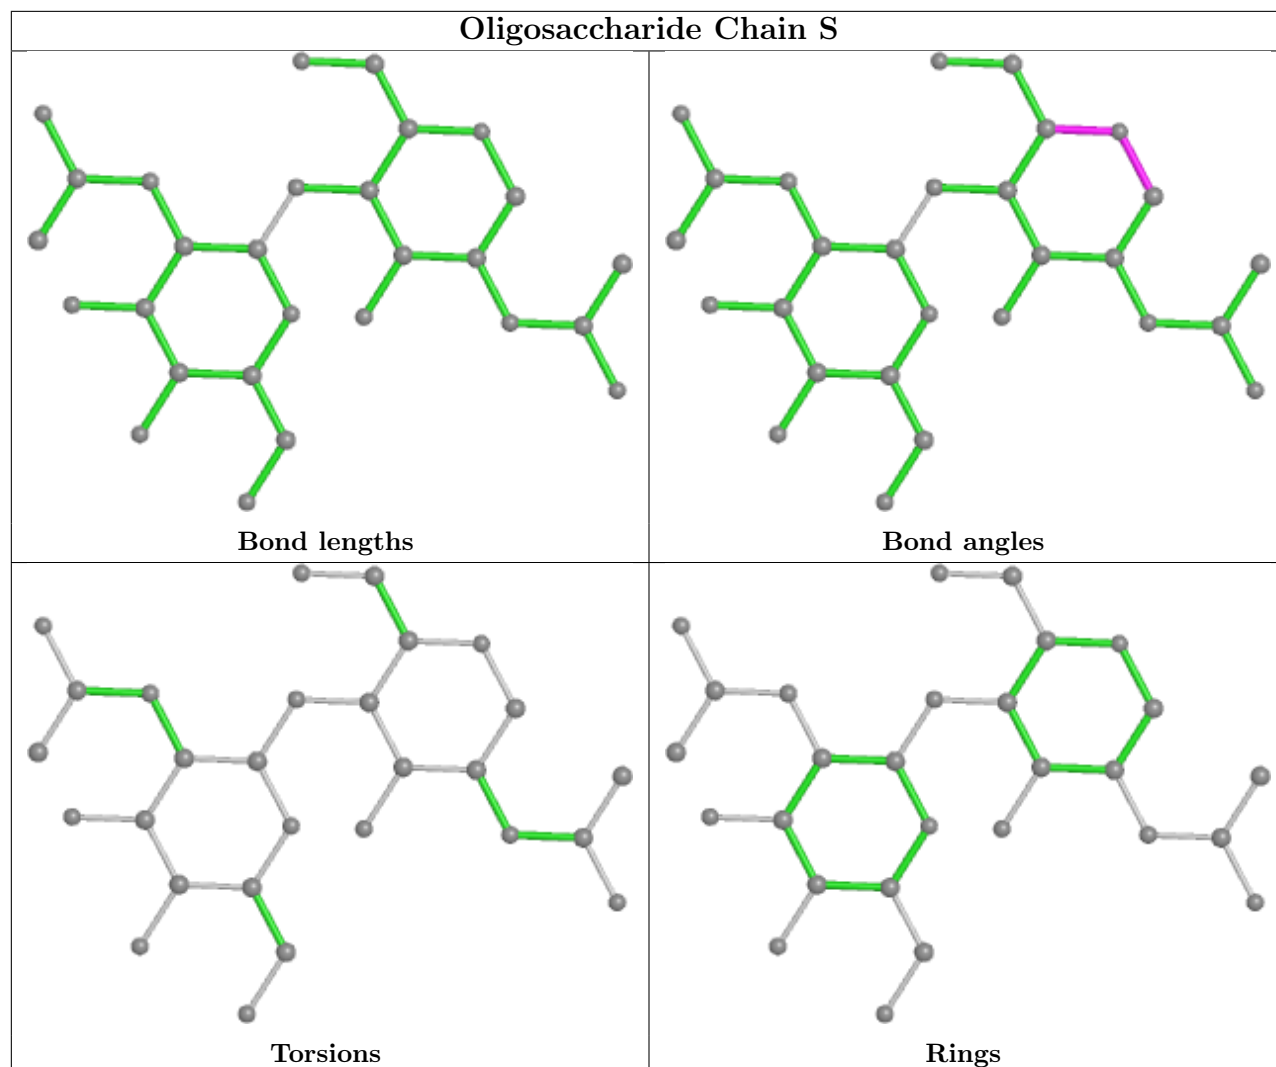 Oligosaccharide Chain S
Bond lengths
Bond angles
Torsions
Rings